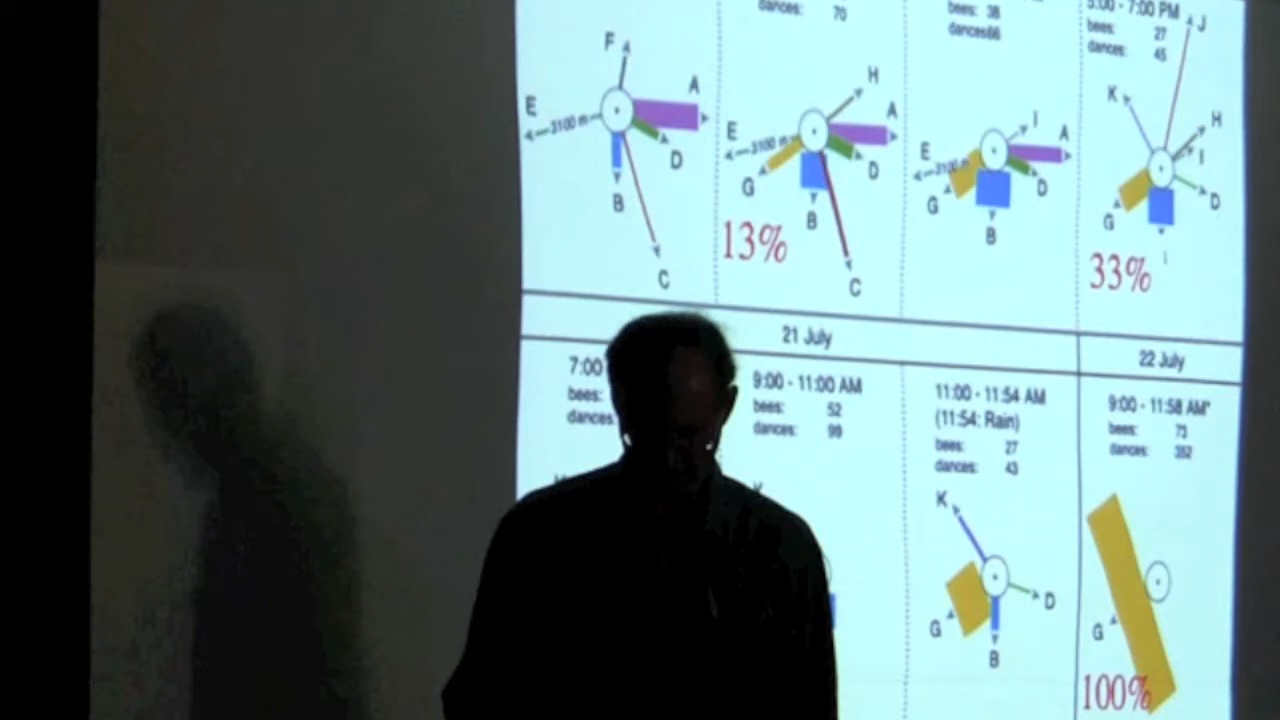 dances: 70
bees: 38
dances66
5:00 - 7:00 PM
bees: 27
dances: 45
F
A
E
3100 m
D
B
C
H
A
E
3100 m
D
G
B
C
13%
I
A
E
3100 m
D
G
B
J
K
H
I
D
G
33%
21 July
22 July
7:00
bees:
dances
9:00 - 11:00 AM
bees: 52
dances: 99
K
11:00 - 11:54 AM
(11:54: Rain)
bees: 27
dances: 43
K
D
G
B
9:00 - 11:58 AM*
bees: 73
dances: 352
G
100%